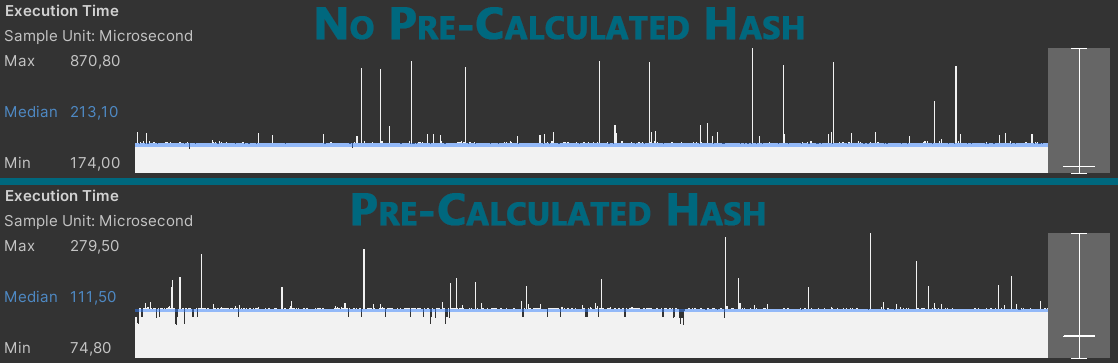 No Pre-Calculated Hash
Execution Time
Sample Unit: Microsecond
Max 870,80
Median 213,10
Min 174,00
Pre-Calculated Hash
Execution Time
Sample Unit: Microsecond
Max 279,50
Median 111,50
Min 74,80